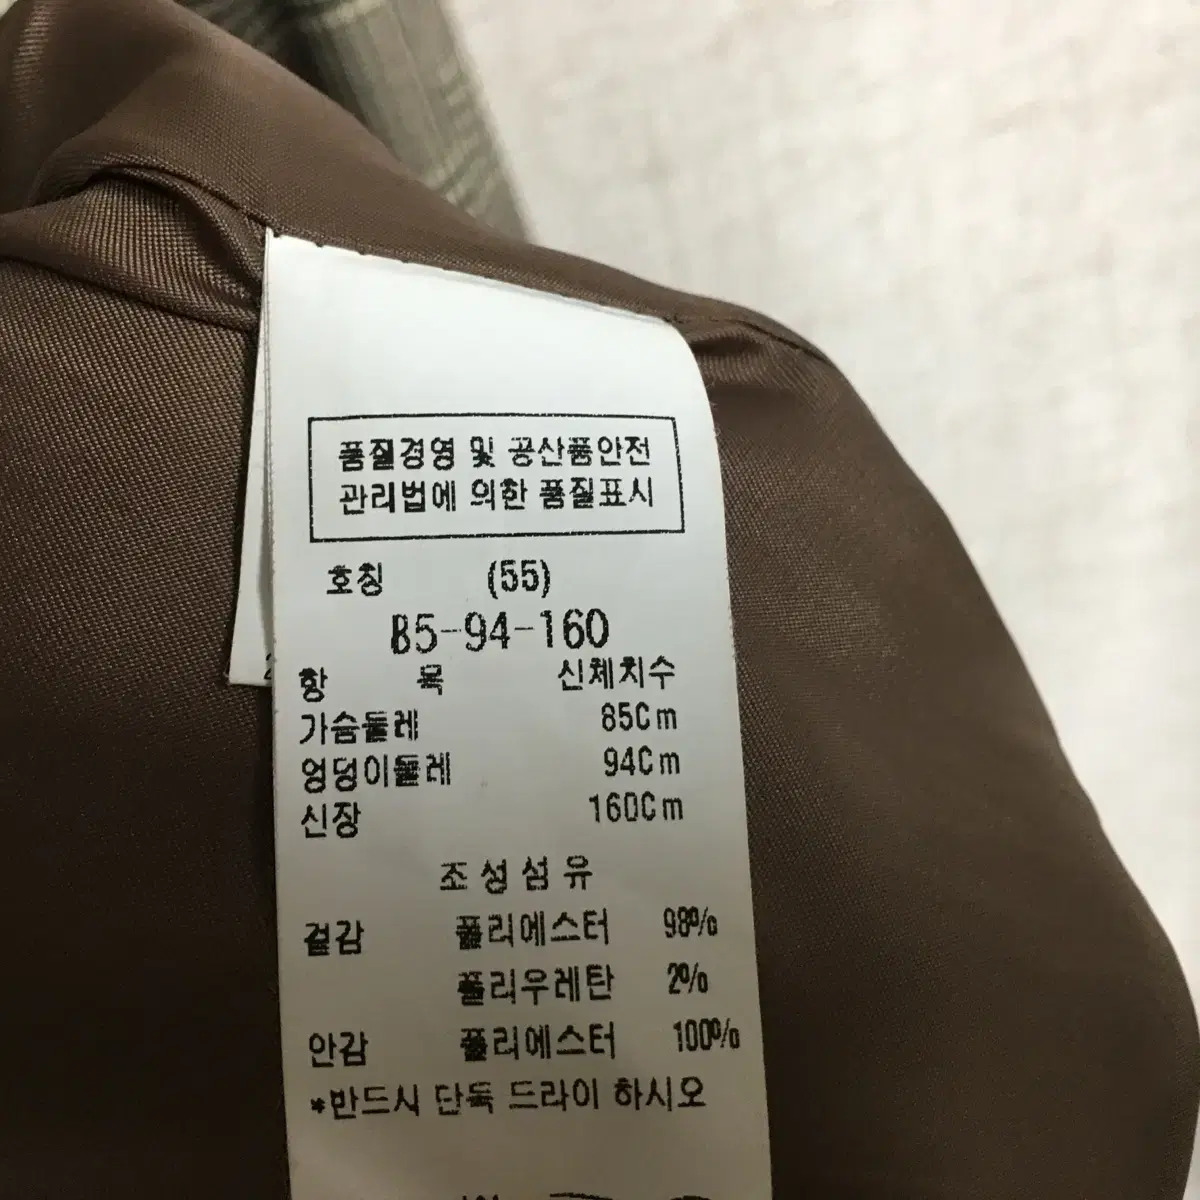 품질경영 및 공산품안전
관리법에 의한 품질표시
호칭 (55)
85-94-160
항 목 신체치수
가슴둘레 85Cm
엉덩이둘레 94Cm
신장 160Cm
조성섬유
겉감 폴리에스터 98%
폴리우레탄 2%
안감 폴리에스터 100%
*반드시 단독 드라이 하시오